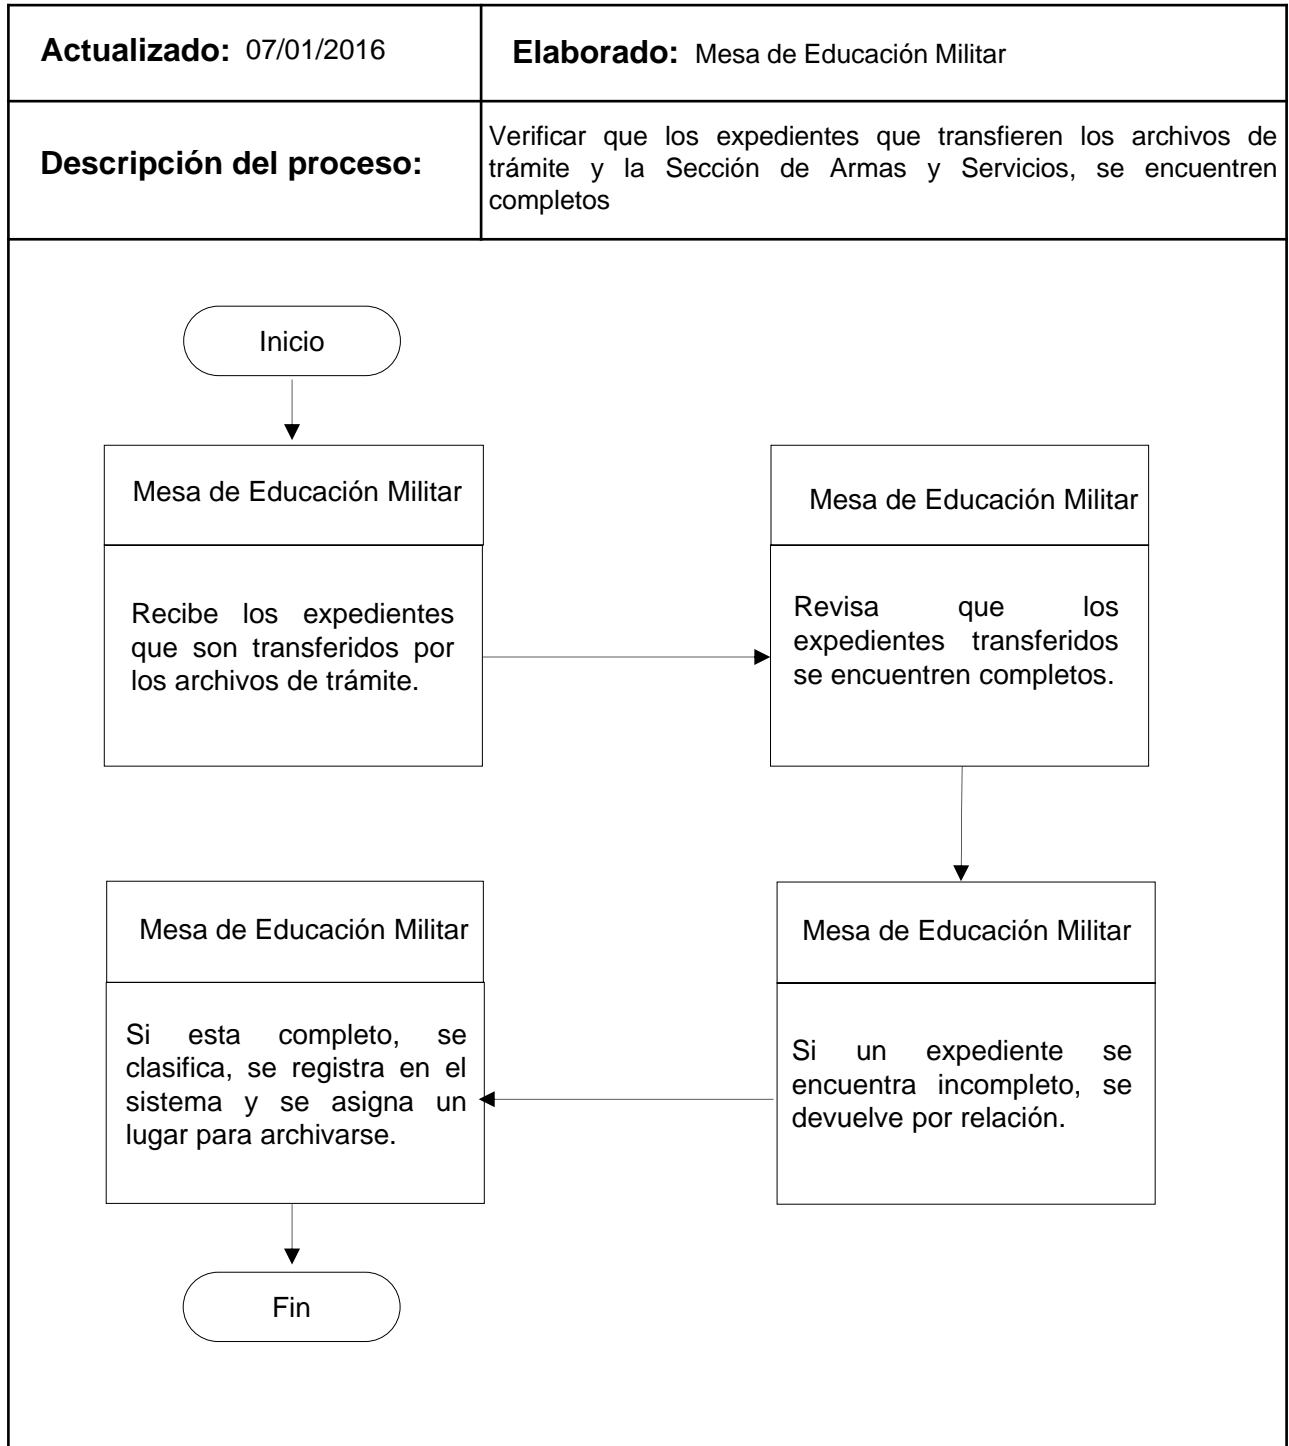 Actualizado: 07/01/2016
Elaborado: Mesa de Educación Militar
Descripción del proceso:
Verificar que los expedientes que transfieren los archivos de
trámite y la Sección de Armas y Servicios, se encuentren
completos
Inicio
Mesa de Educación Militar
Recibe los expedientes
que son transferidos por
los archivos de trámite.
Mesa de Educación Militar
Revisa que los
expedientes transferidos
se encuentren completos.
Mesa de Educación Militar
Si un expediente se
encuentra incompleto, se
devuelve por relación.
Mesa de Educación Militar
Si esta completo, se
clasifica, se registra en el
sistema y se asigna un
lugar para archivarse.
Fin